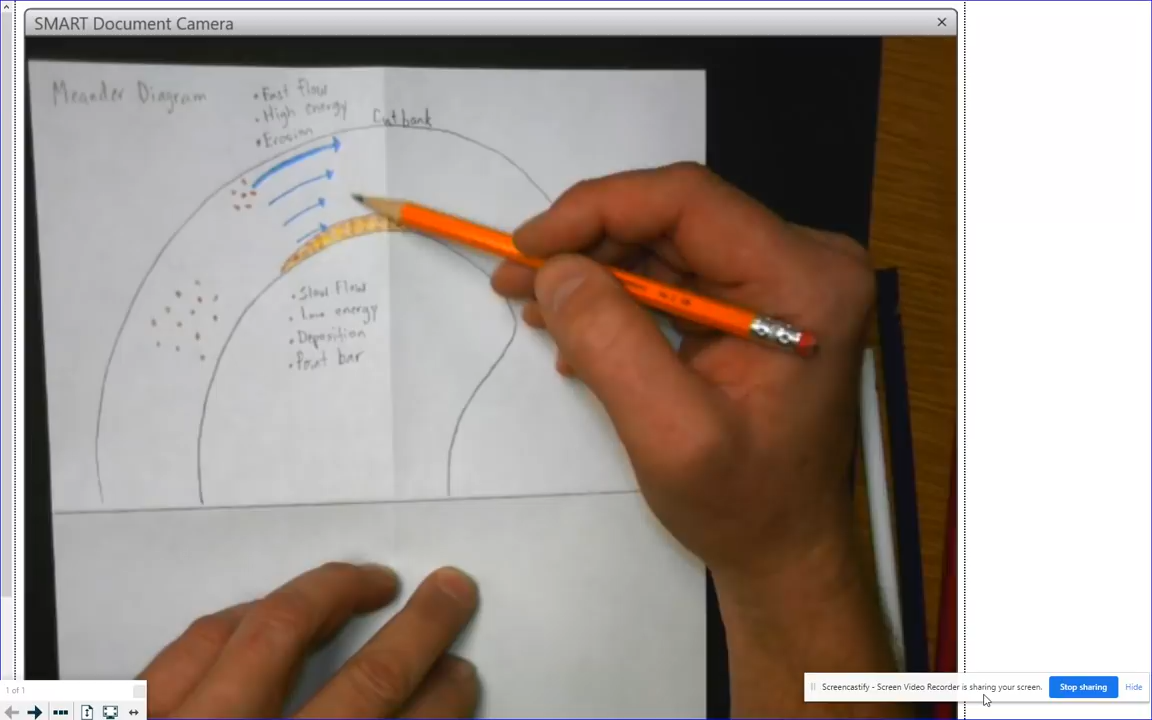 SMART Document Camera
Meander Diagram
• Fast flow
• High energy
• Erosion
Cut bank
• Slow Flow
• Low energy
• Deposition
• Point bar
1 of 1
Screencastify - Screen Video Recorder is sharing your screen.
Stop sharing
Hide